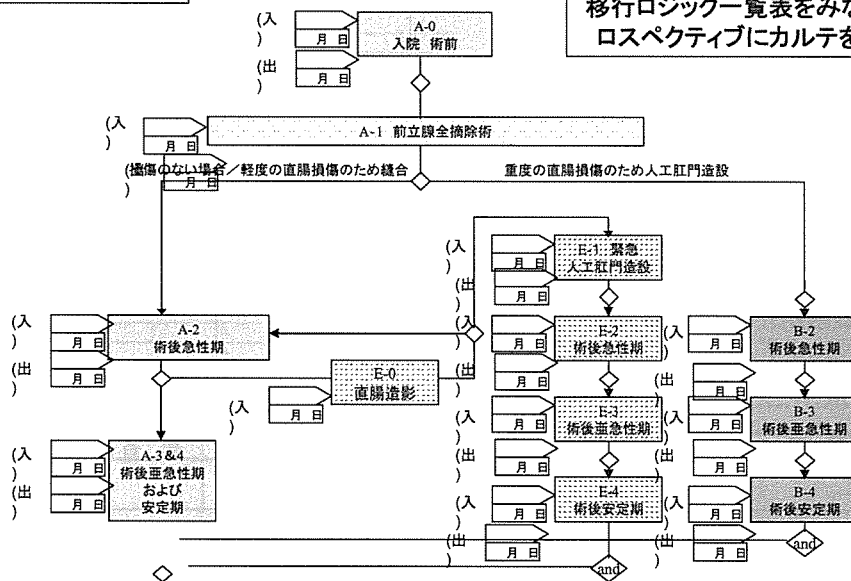 移行ロジック一覧表をみな
ロスペクティブにカルテを
(入
)
月 日
A-0
入院 術前
(出
)
月 日
(入
)
月 日
A-1 前立腺全摘除術
(
)
月 日
損傷のない場合／軽度の直腸損傷のため縫合
重度の直腸損傷のため人工肛門造設
(入
)
月 日
E-1 緊急
人工肛門造設
(出
)
月 日
(入
)
月 日
A-2
術後急性期
(出
)
月 日
(入
)
月 日
E-2
術後急性期
(出
)
月 日
(入
)
月 日
B-2
術後急性期
(出
)
月 日
E-0
直腸造影
(入
)
月 日
(入
)
月 日
E-3
術後亜急性期
(出
)
月 日
(入
)
月 日
B-3
術後亜急性期
(出
)
月 日
(入
)
月 日
A-3&4
術後亜急性期
および
安定期
(出
)
月 日
(入
)
月 日
E-4
術後安定期
(出
)
月 日
and
(入
)
月 日
B-4
術後安定期
(出
)
月 日
and